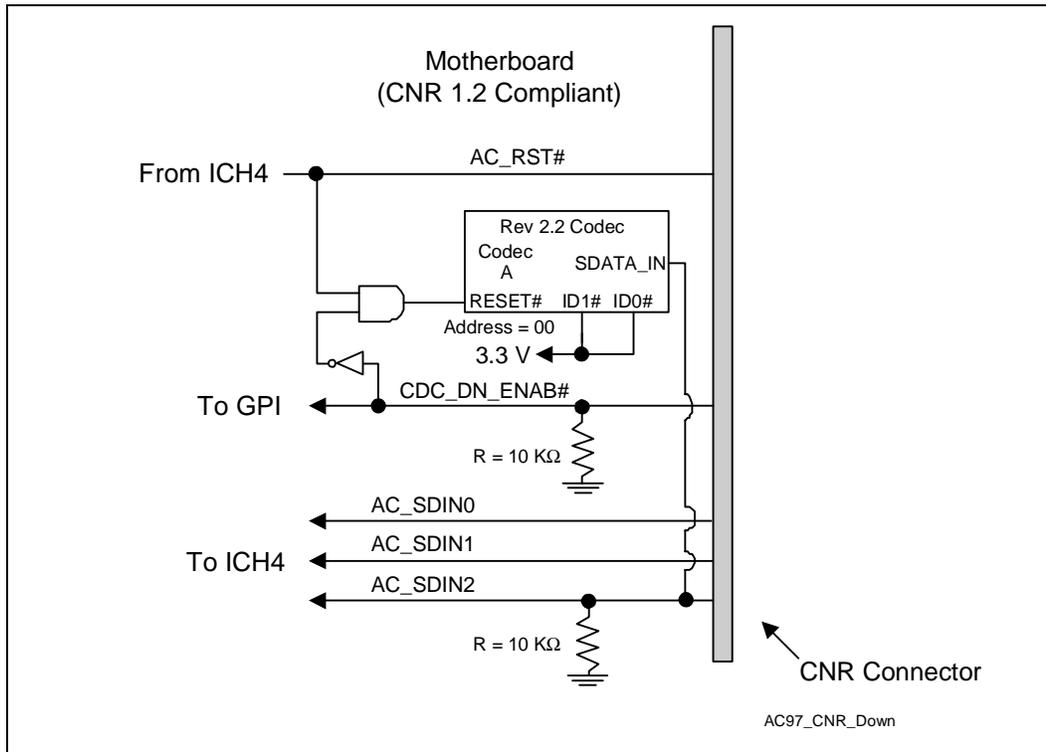 Motherboard
(CNR 1.2 Compliant)
AC_RST#
From ICH4
Rev 2.2 Codec
Codec
A
SDATA_IN
RESET# ID1# ID0#
Address = 00
3.3 V
CDC_DN_ENAB#
To GPI
R = 10 KΩ
AC_SDIN0
AC_SDIN1
To ICH4
AC_SDIN2
R = 10 KΩ
CNR Connector
AC97_CNR_Down